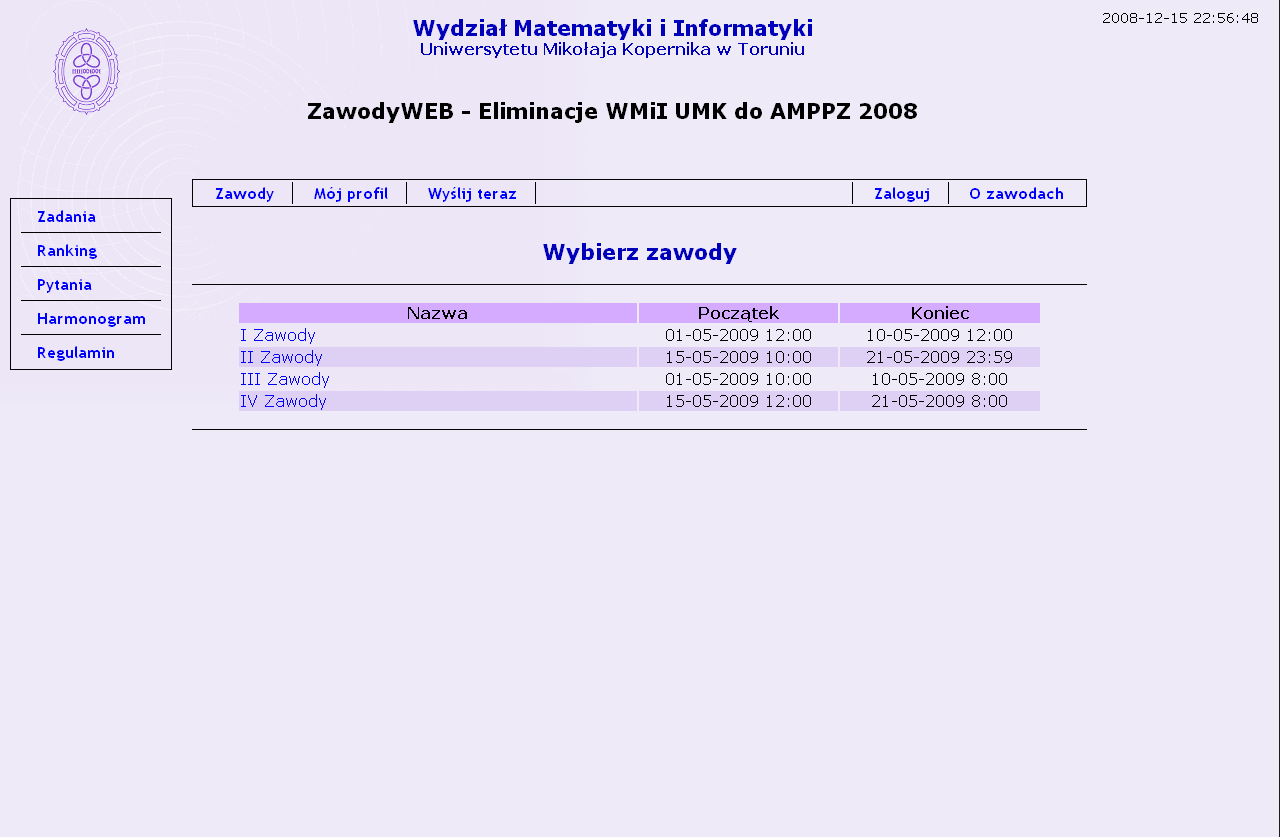 2008-12-15 22:56:48
Wydział Matematyki i Informatyki
Uniwersytetu Mikołaja Kopernika w Toruniu
ZawodyWEB - Eliminacje WMiI UMK do AMPPZ 2008
Zawody Mój profil Wyślij teraz Zaloguj O zawodach
Zadania
Ranking
Pytania
Harmonogram
Regulamin
Wybierz zawody
Nazwa Początek Koniec
I Zawody 01-05-2009 12:00 10-05-2009 12:00
II Zawody 15-05-2009 10:00 21-05-2009 23:59
III Zawody 01-05-2009 10:00 10-05-2009 8:00
IV Zawody 15-05-2009 12:00 21-05-2009 8:00